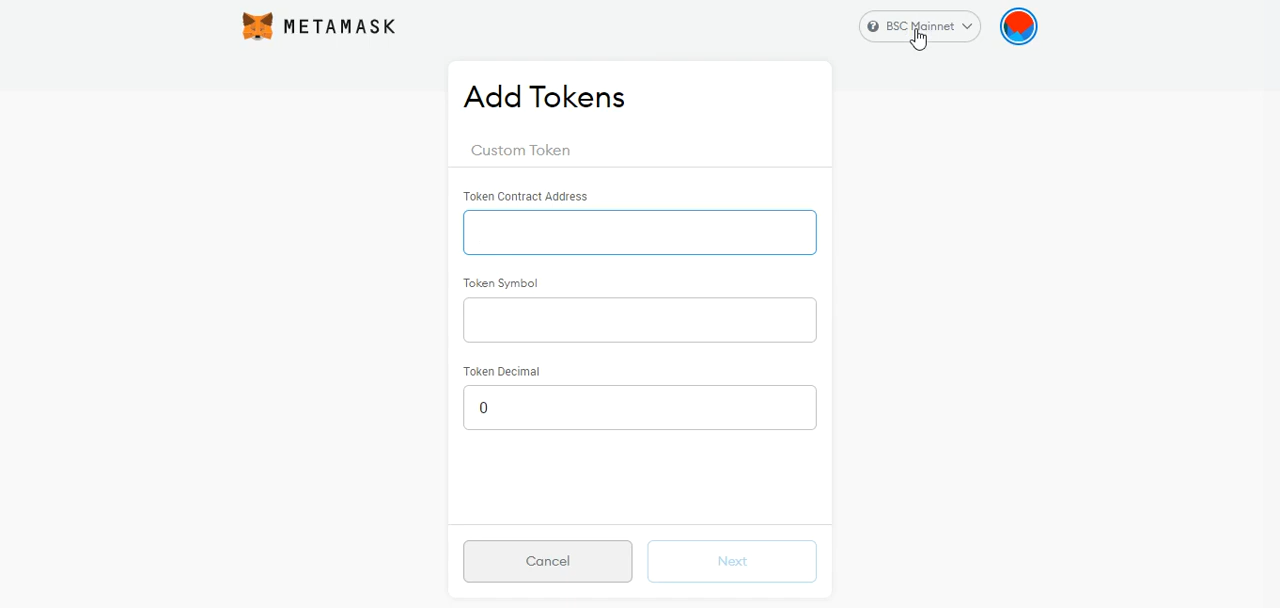 METAMASK
BSC Mainnet
Add Tokens
Custom Token
Token Contract Address
Token Symbol
Token Decimal
0
Cancel
Next